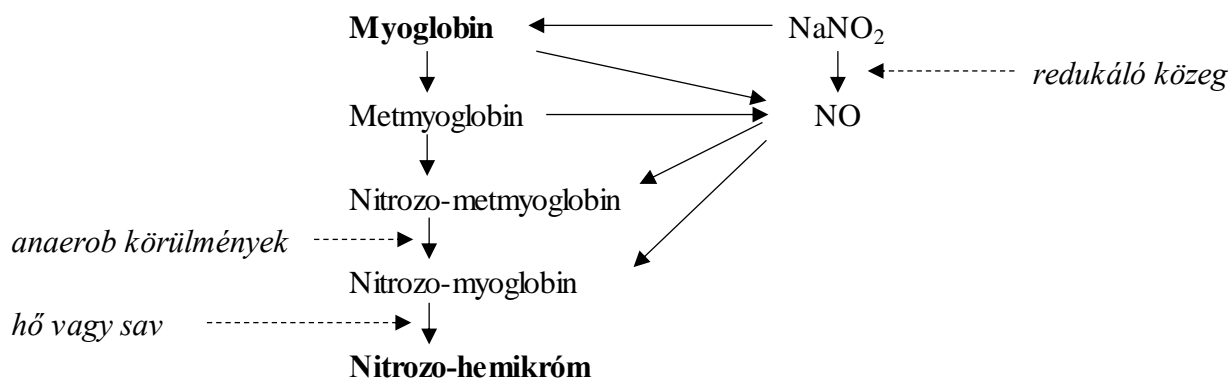 Myoglobin NaNO₂
redukáló közeg
Metmyoglobin NO
Nitrozo-metmyoglobin
anaerob körülmények
Nitrozo-myoglobin
hő vagy sav
Nitrozo-hemikróm